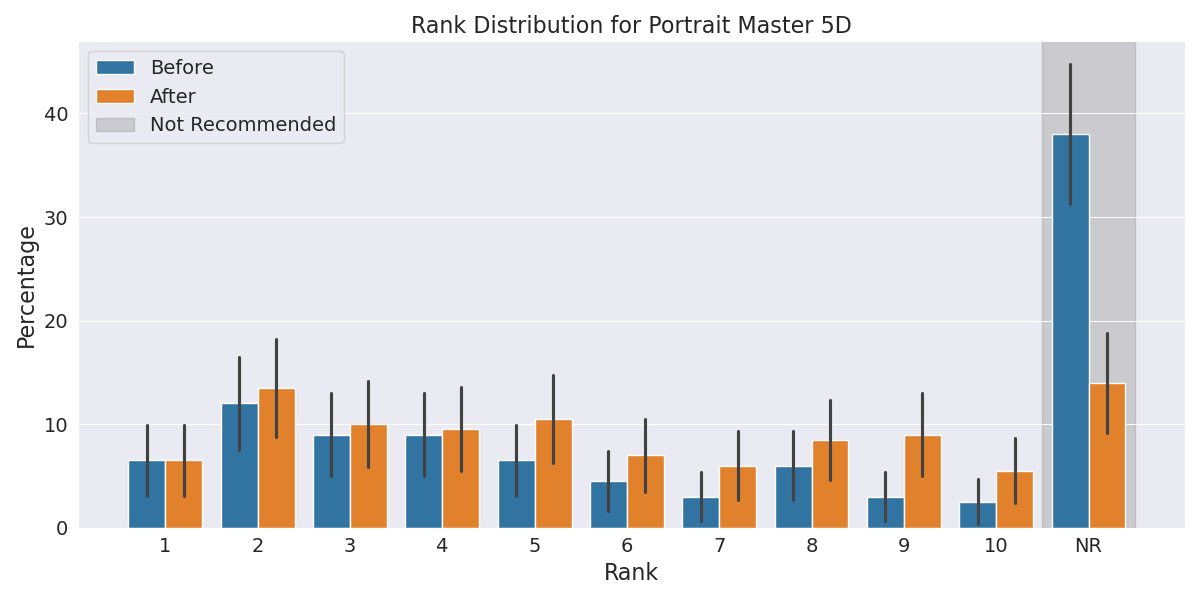 Rank Distribution for Portrait Master 5D
Before
After
Not Recommended
Percentage
40
30
20
10
0
1 2 3 4 5 6 7 8 9 10 NR
Rank